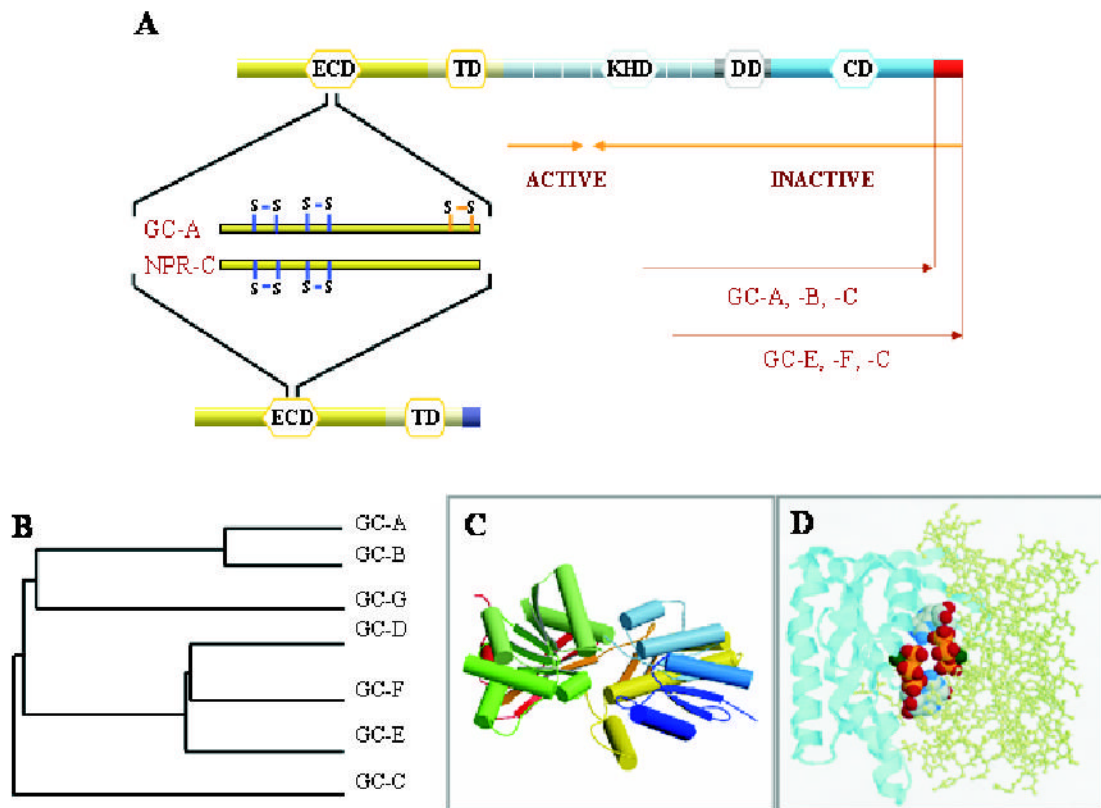 A
ECD TD KHD DD CD
ACTIVE INACTIVE
S S S S S S
GC-A
NPR-C
S S S S
GC-A, -B, -C
GC-E, -F, -C
ECD TD
B
GC-A
GC-B
GC-G
GC-D
GC-F
GC-E
GC-C
C
D